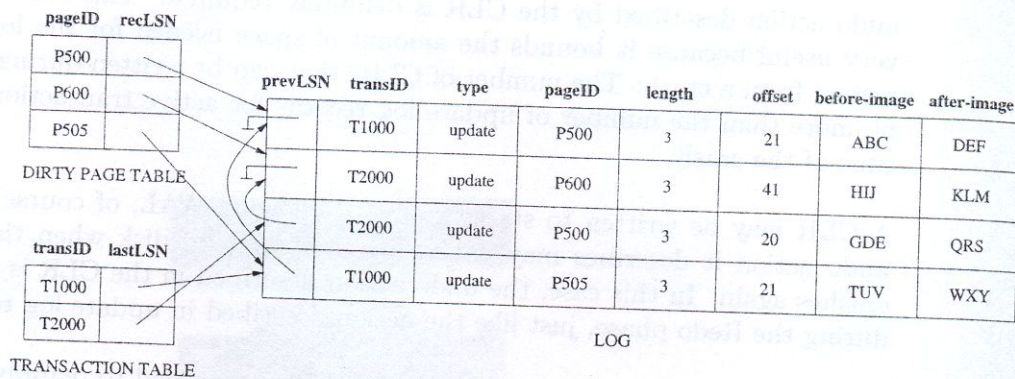 pageID recLSN
P500
P600
P505
DIRTY PAGE TABLE
transID lastLSN
T1000
T2000
TRANSACTION TABLE
prevLSN transID type pageID length offset before-image after-image
T1000 update P500 3 21 ABC DEF
T2000 update P600 3 41 HIJ KLM
T2000 update P500 3 20 GDE QRS
T1000 update P505 3 21 TUV WXY
LOG